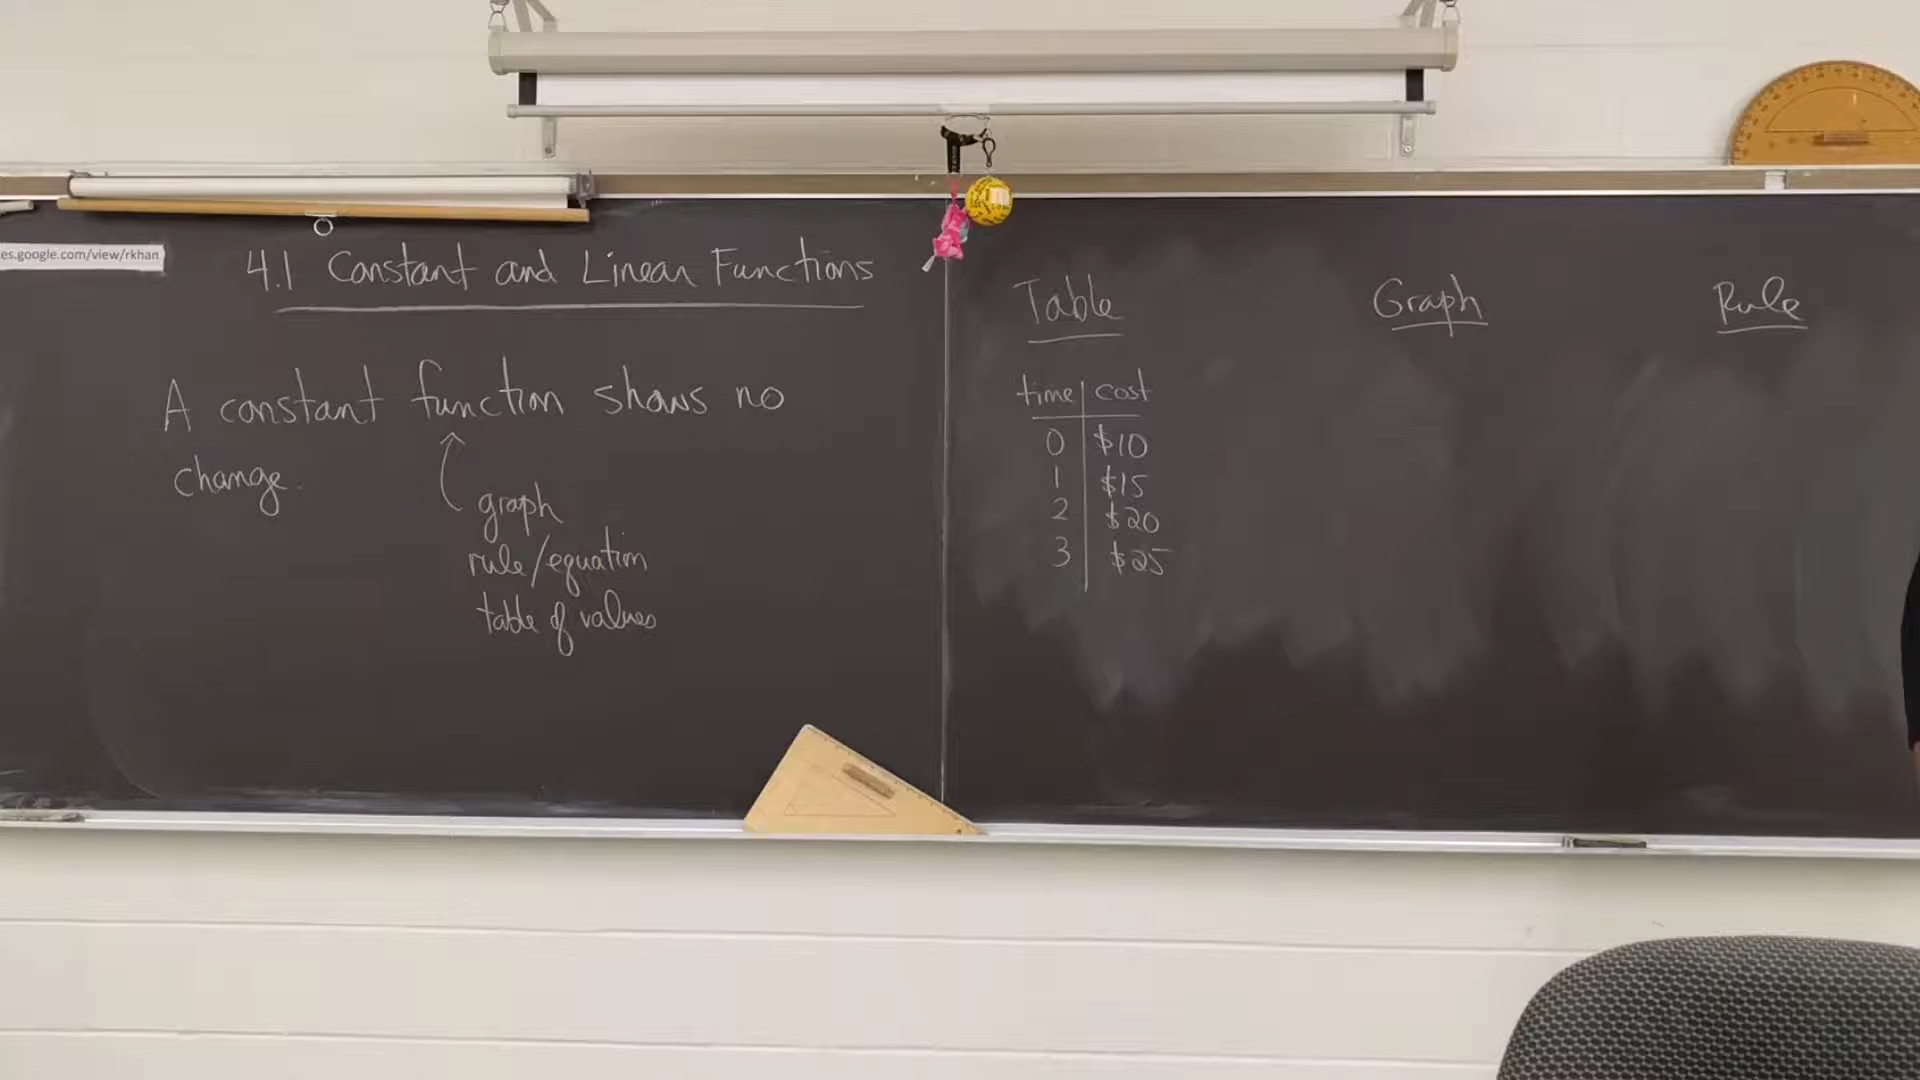 es.google.com/view/rkhan
4.1 Constant and Linear Functions
A constant function shows no
change.
graph
rule/equation
table of values
Table
time cost
0 $10
1 $15
2 $20
3 $25
Graph
Rule